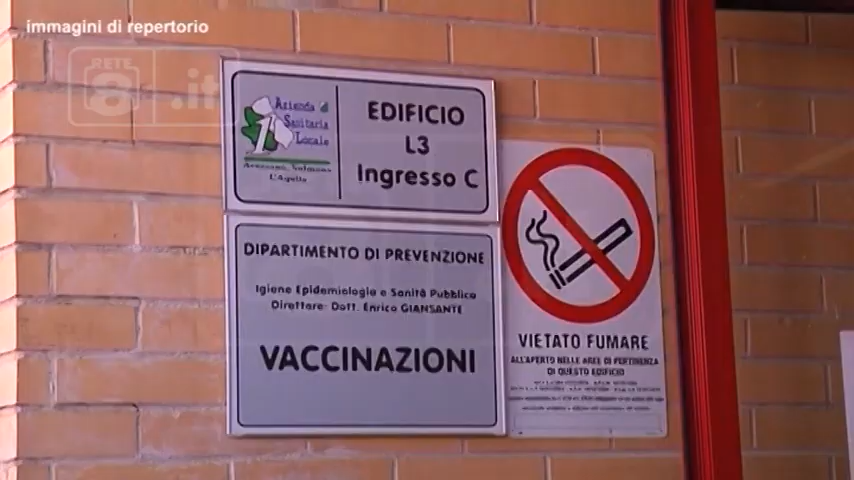 immagini di repertorio
RETE
8 .it
Azienda
Sanitaria
Locale
1
Avezzano, Sulmona
L'Aquila
EDIFICIO
L3
Ingresso C
DIPARTIMENTO DI PREVENZIONE
Igiene Epidemiologia e Sanità Pubblica
Direttore: Dott. Enrico GIANSANTE
VACCINAZIONI
VIETATO FUMARE
ALL'APERTO NELLE AREE DI PERTINENZA
DI QUESTO EDIFICIO